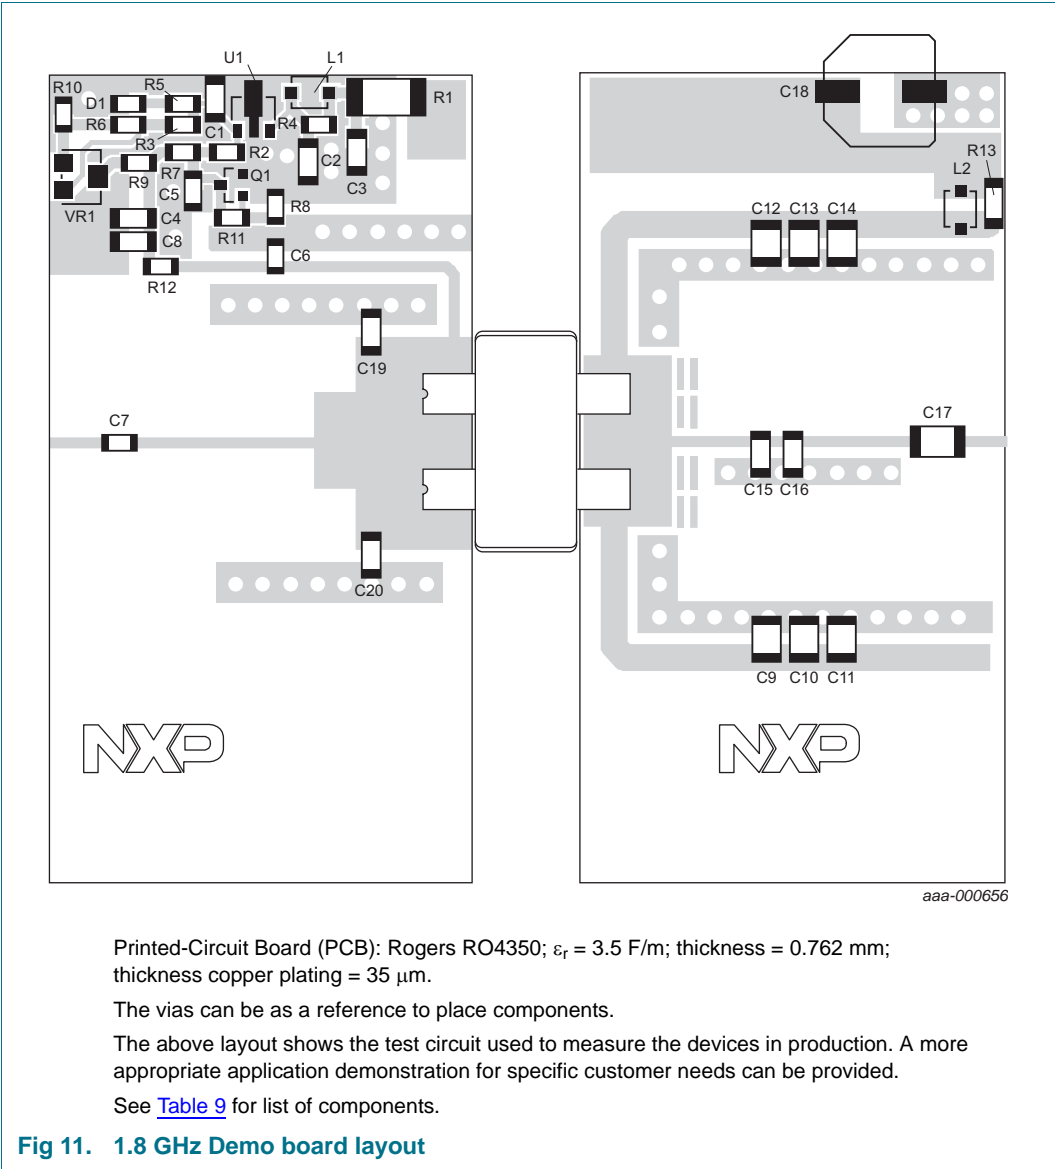 U1 L1
C18
R10 R5
D1 R1
R6 C1 R4
R3 R2 C2 R13
R9 R7 Q1 C3 L2
C5
VR1 C4 R8 C12 C13 C14
C8 R11
C6
R12
C19
C7 C17
C15 C16
C20
C9 C10 C11
NXP NXP
aaa-000656
Printed-Circuit Board (PCB): Rogers RO4350; εr = 3.5 F/m; thickness = 0.762 mm;
thickness copper plating = 35 μm.
The vias can be as a reference to place components.
The above layout shows the test circuit used to measure the devices in production. A more
appropriate application demonstration for specific customer needs can be provided.
See Table 9 for list of components.
Fig 11. 1.8 GHz Demo board layout